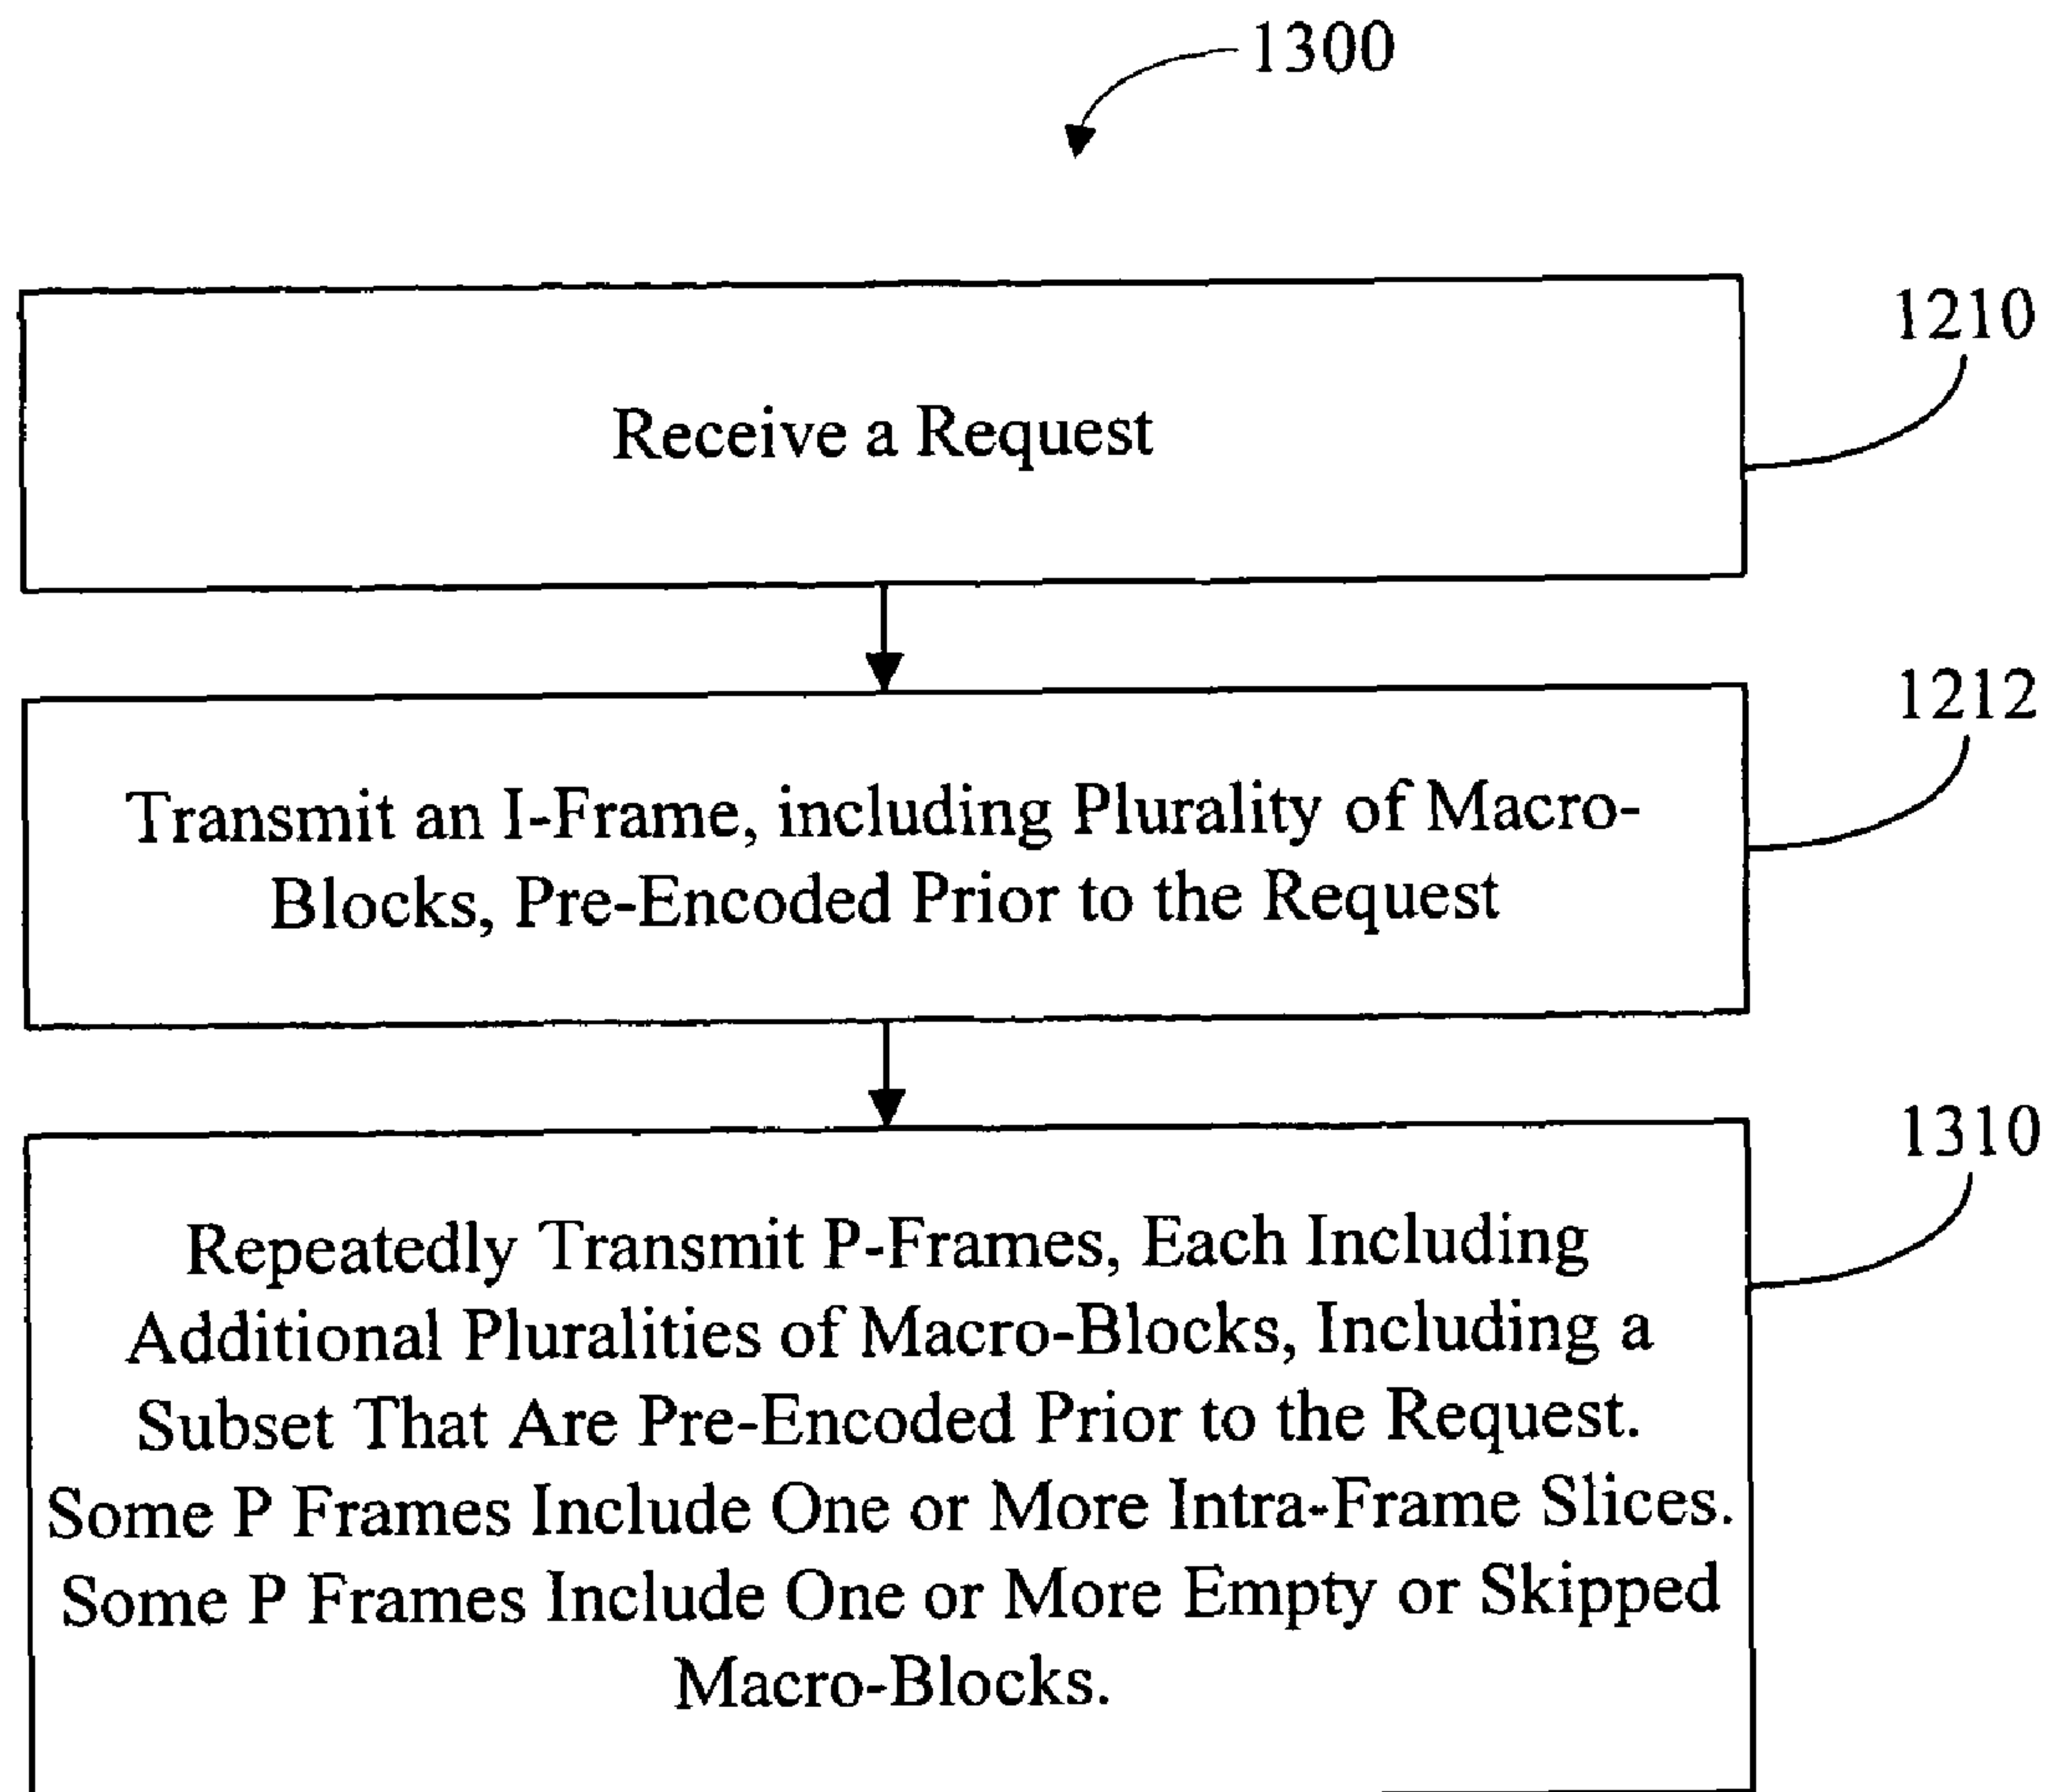 1300
1210
Receive a Request
1212
Transmit an I-Frame, including Plurality of Macro-
Blocks, Pre-Encoded Prior to the Request
1310
Repeatedly Transmit P-Frames, Each Including
Additional Pluralities of Macro-Blocks, Including a
Subset That Are Pre-Encoded Prior to the Request.
Some P Frames Include One or More Intra-Frame Slices.
Some P Frames Include One or More Empty or Skipped
Macro-Blocks.